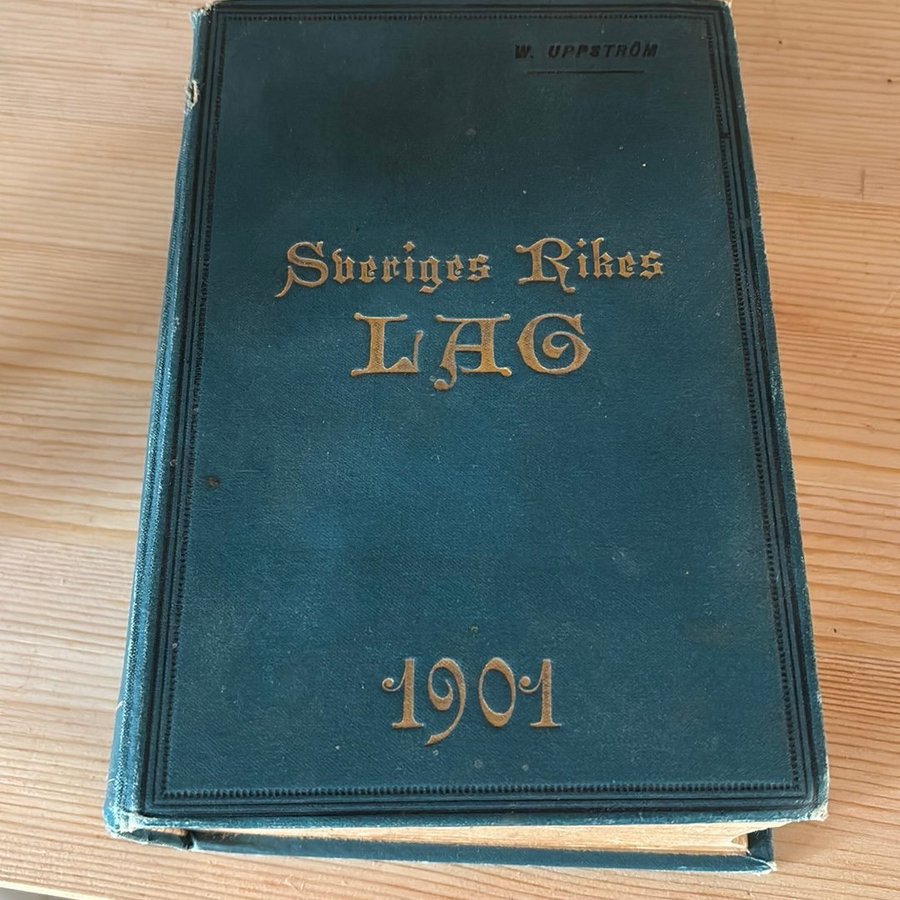 W. UPPSTRÖM
Sveriges Rikes
LAG
1901